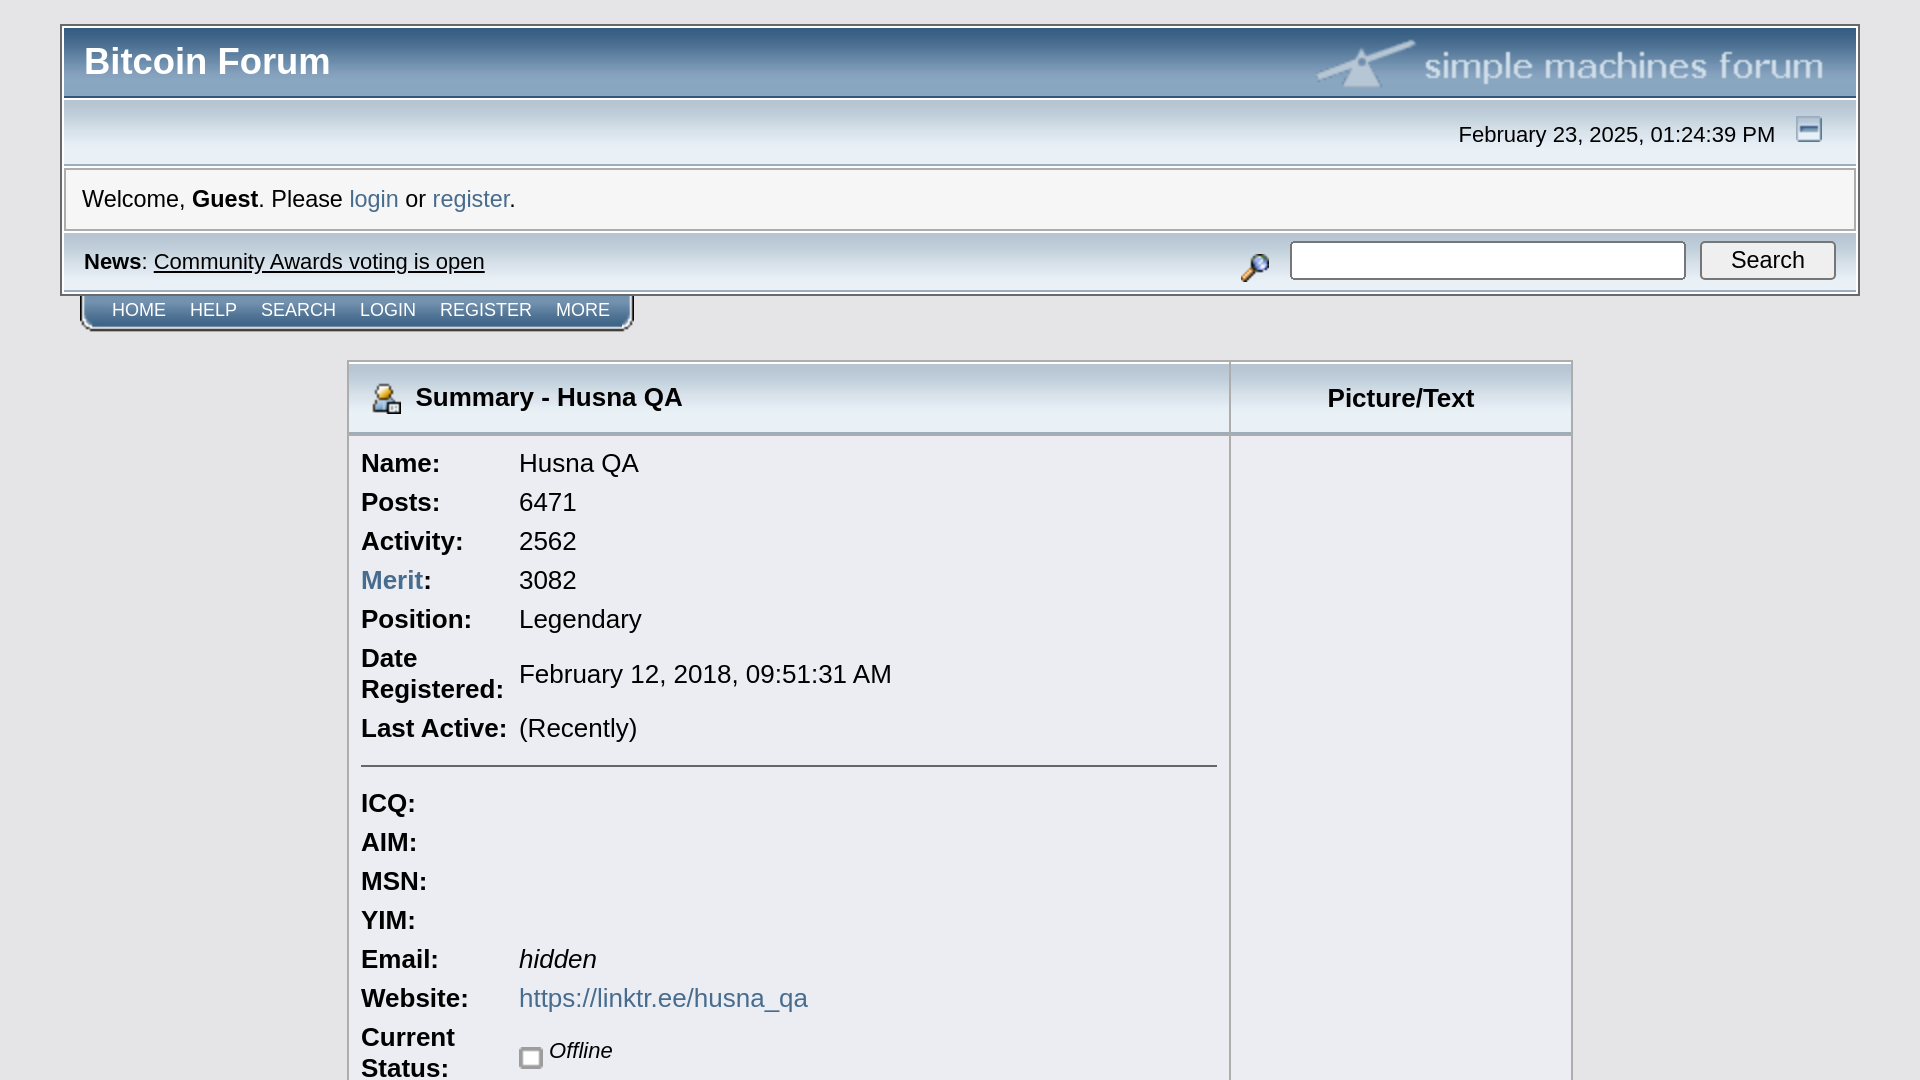 Bitcoin Forum
simple machines forum
February 23, 2025, 01:24:39 PM
Welcome, Guest. Please login or register.
News: Community Awards voting is open
Search
HOME HELP SEARCH LOGIN REGISTER MORE
Summary - Husna QA
Picture/Text
Name: Husna QA
Posts: 6471
Activity: 2562
Merit: 3082
Position: Legendary
Date
Registered: February 12, 2018, 09:51:31 AM
Last Active: (Recently)
ICQ:
AIM:
MSN:
YIM:
Email: hidden
Website: https://linktr.ee/husna_qa
Current
Status: Offline